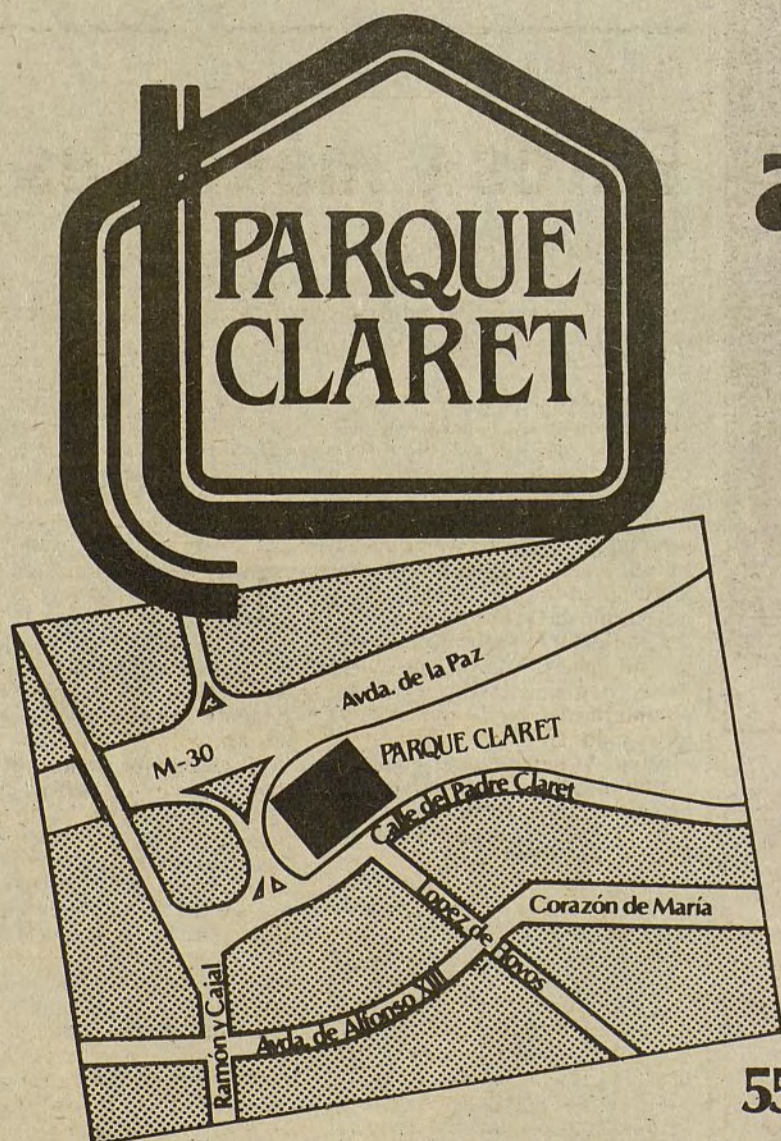 PARQUE
CLARET
Avda. de la Paz
M-30
PARQUE CLARET
Calle del Padre Claret
Lopez de Hoyos
Corazón de María
Avda. de Alfonso XIII
Ramón y Cajal
a
55